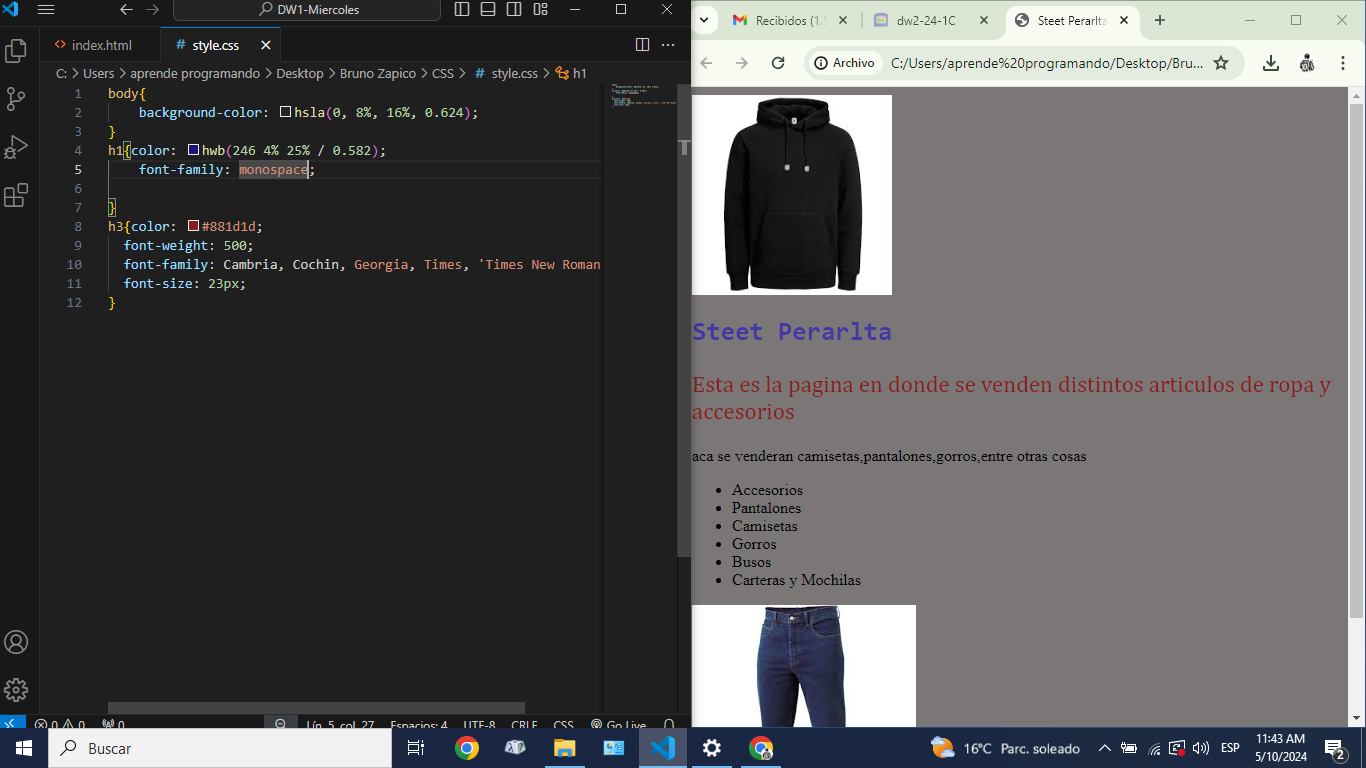 DW1-Miercoles
index.html
# style.css
C: > Users > aprende programando > Desktop > Bruno Zapico > CSS > # style.css > h1
1 body{
2 background-color: hsla(0, 8%, 16%, 0.624);
3 }
4 h1{color: hwb(246 4% 25% / 0.582);
5 font-family: monospace;
6
7 }
8 h3{color: #881d1d;
9 font-weight: 500;
10 font-family: Cambria, Cochin, Georgia, Times, 'Times New Roman
11 font-size: 23px;
12 }
0 0 0 Lín. 5, col. 27 Espacios: 4 UTF-8 CRLF CSS Go Live
Recibidos (1.
dw2-24-1C
Steet Perarlta
Archivo C:/Users/aprende%20programando/Desktop/Bru...
Steet Perarlta
Esta es la pagina en donde se venden distintos articulos de ropa y
accesorios
aca se venderan camisetas,pantalones,gorros,entre otras cosas
• Accesorios
• Pantalones
• Camisetas
• Gorros
• Busos
• Carteras y Mochilas
Buscar
16°C Parc. soleado
ESP
11:43 AM
5/10/2024
2